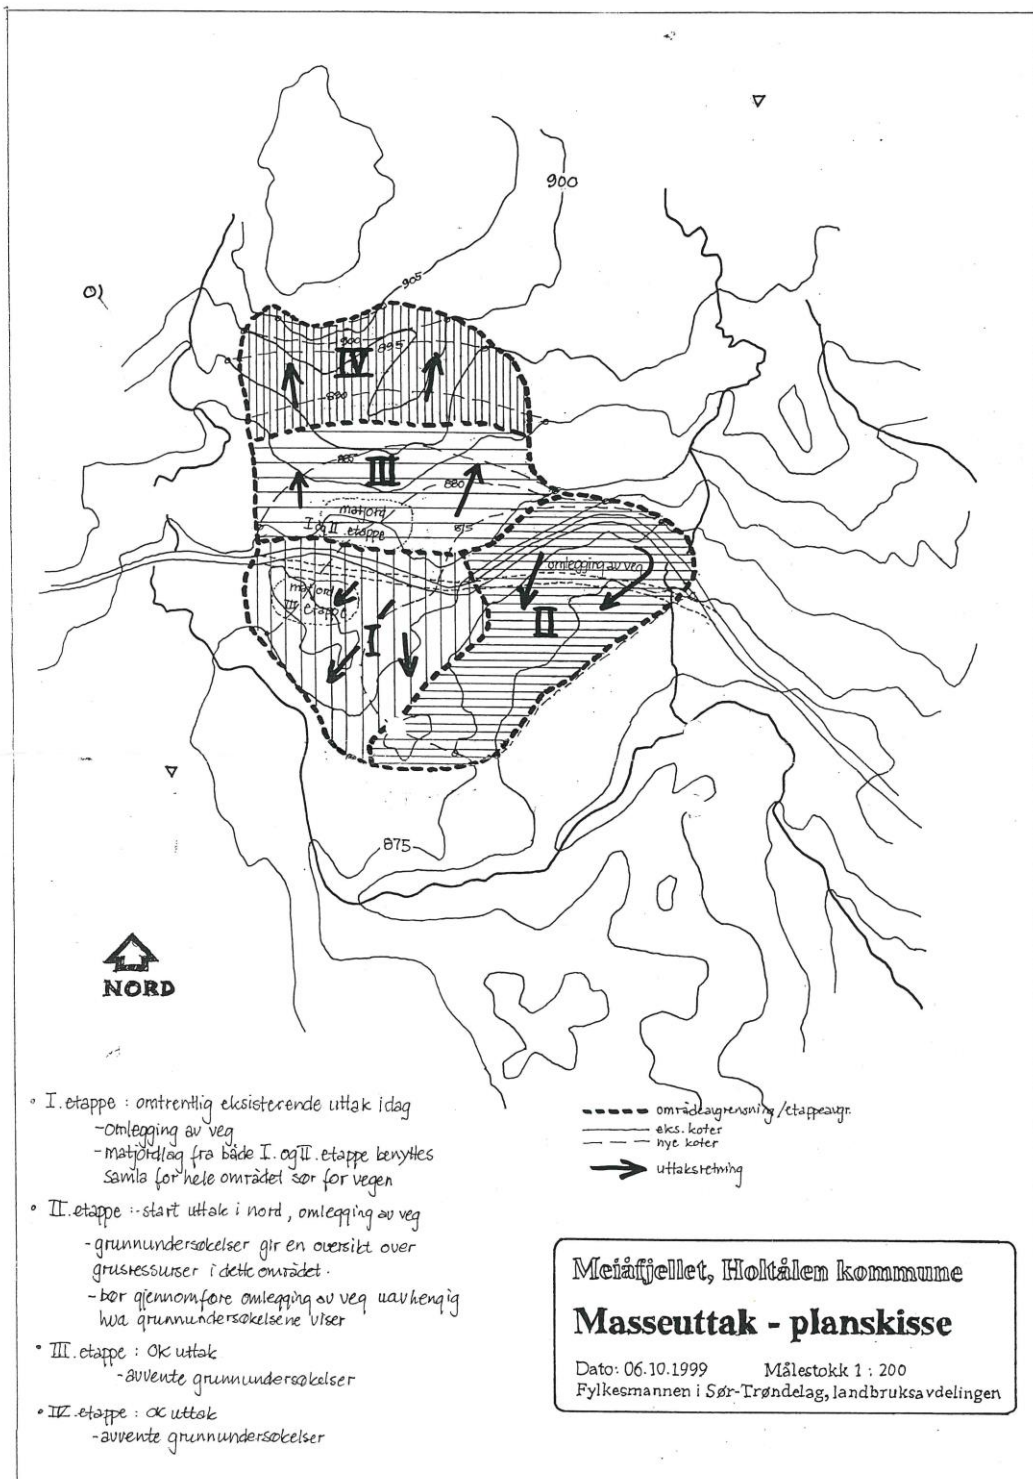 900
905
900
895
IV
890
885
III
880
matjord
I og II etappe
875
omlegging av veg
matjord
etappe
I
II
875
NORD
• I. etappe : omtrentlig eksisterende uttak idag
- omlegging av veg
- matjordlag fra både I. og II. etappe benyttes
samla for hele området sør for vegen
• II. etappe :- start uttak i nord, omlegging av veg
- grunnundersøkelser gir en oversikt over
grusressurser i dette området.
- bør gjennomføre omlegging av veg uavhengig
hva grunnundersøkelsene viser
• III. etappe : OK uttak
- avvente grunnundersøkelser
• IV. etappe : OK uttak
- avvente grunnundersøkelser
områdeavgrensning / etappeavgr.
eks. koter
nye koter
uttaksretning
Meiåfjellet, Holtålen kommune
Masseuttak - planskisse
Dato: 06.10.1999 Målestokk 1 : 200
Fylkesmannen i Sør-Trøndelag, landbruksavdelingen